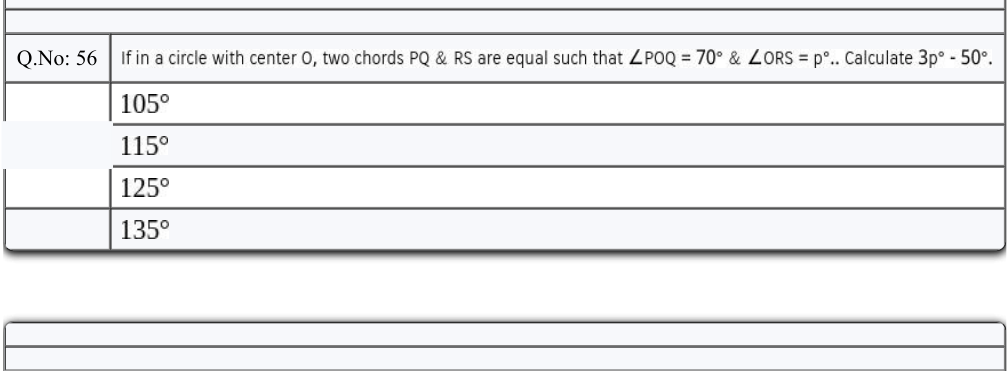 Q.No: 56 If in a circle with center O, two chords PQ & RS are equal such that ∠POQ = 70° & ∠ORS = p°.. Calculate 3p° - 50°.
105°
115°
125°
135°